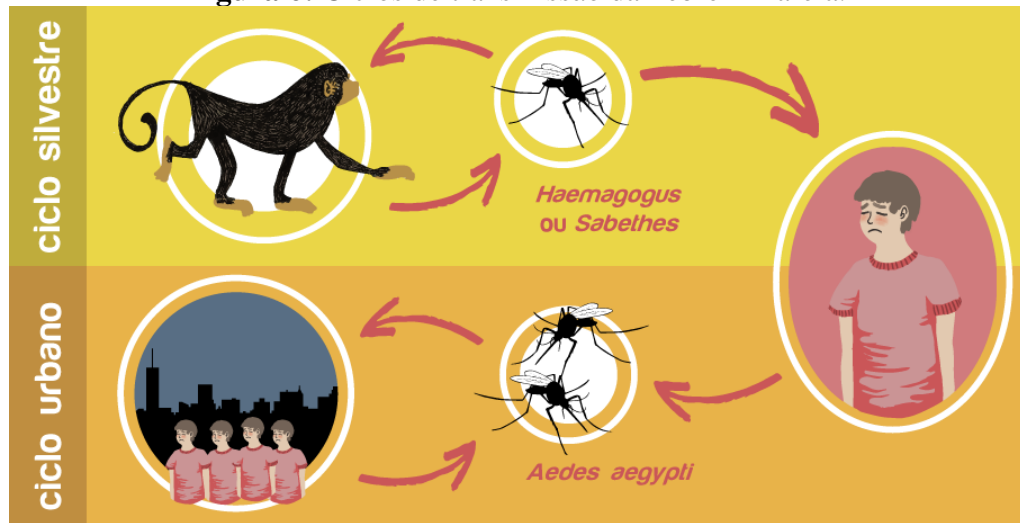 ciclo silvestre
Haemagogus
ou Sabethes
ciclo urbano
Aedes aegypti